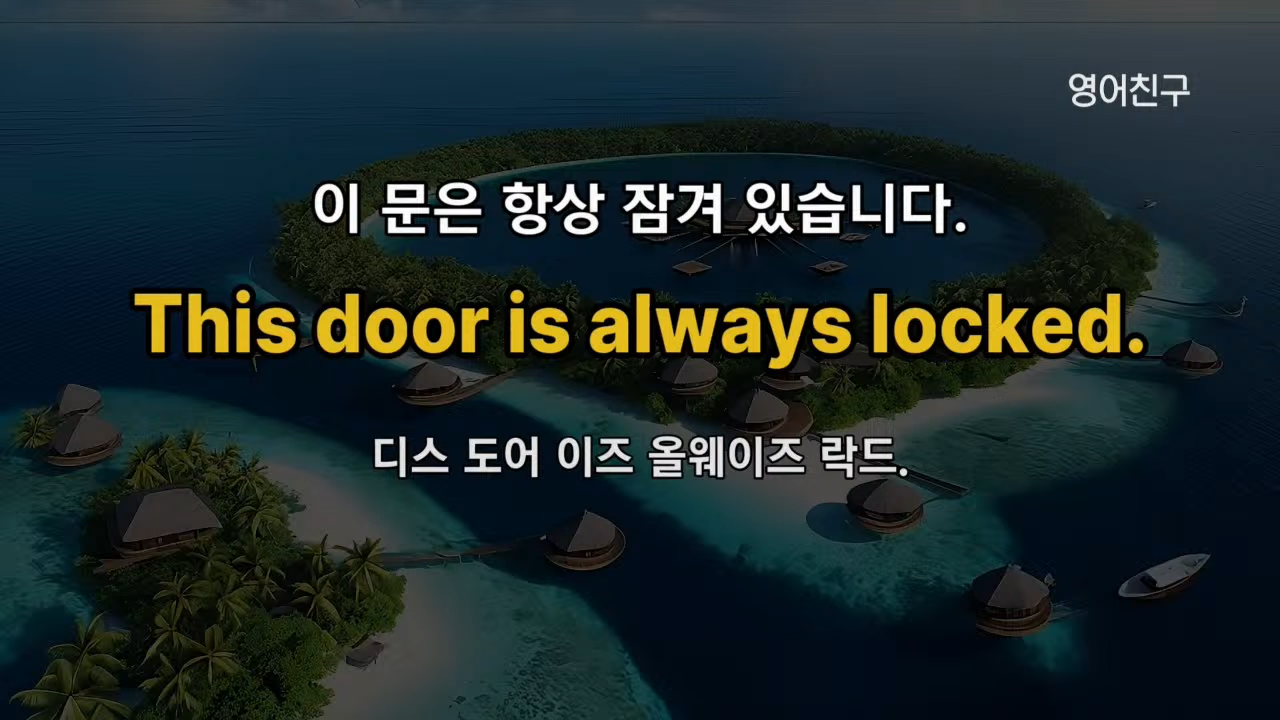 영어친구
이 문은 항상 잠겨 있습니다.
This door is always locked.
디스 도어 이즈 올웨이즈 락드.